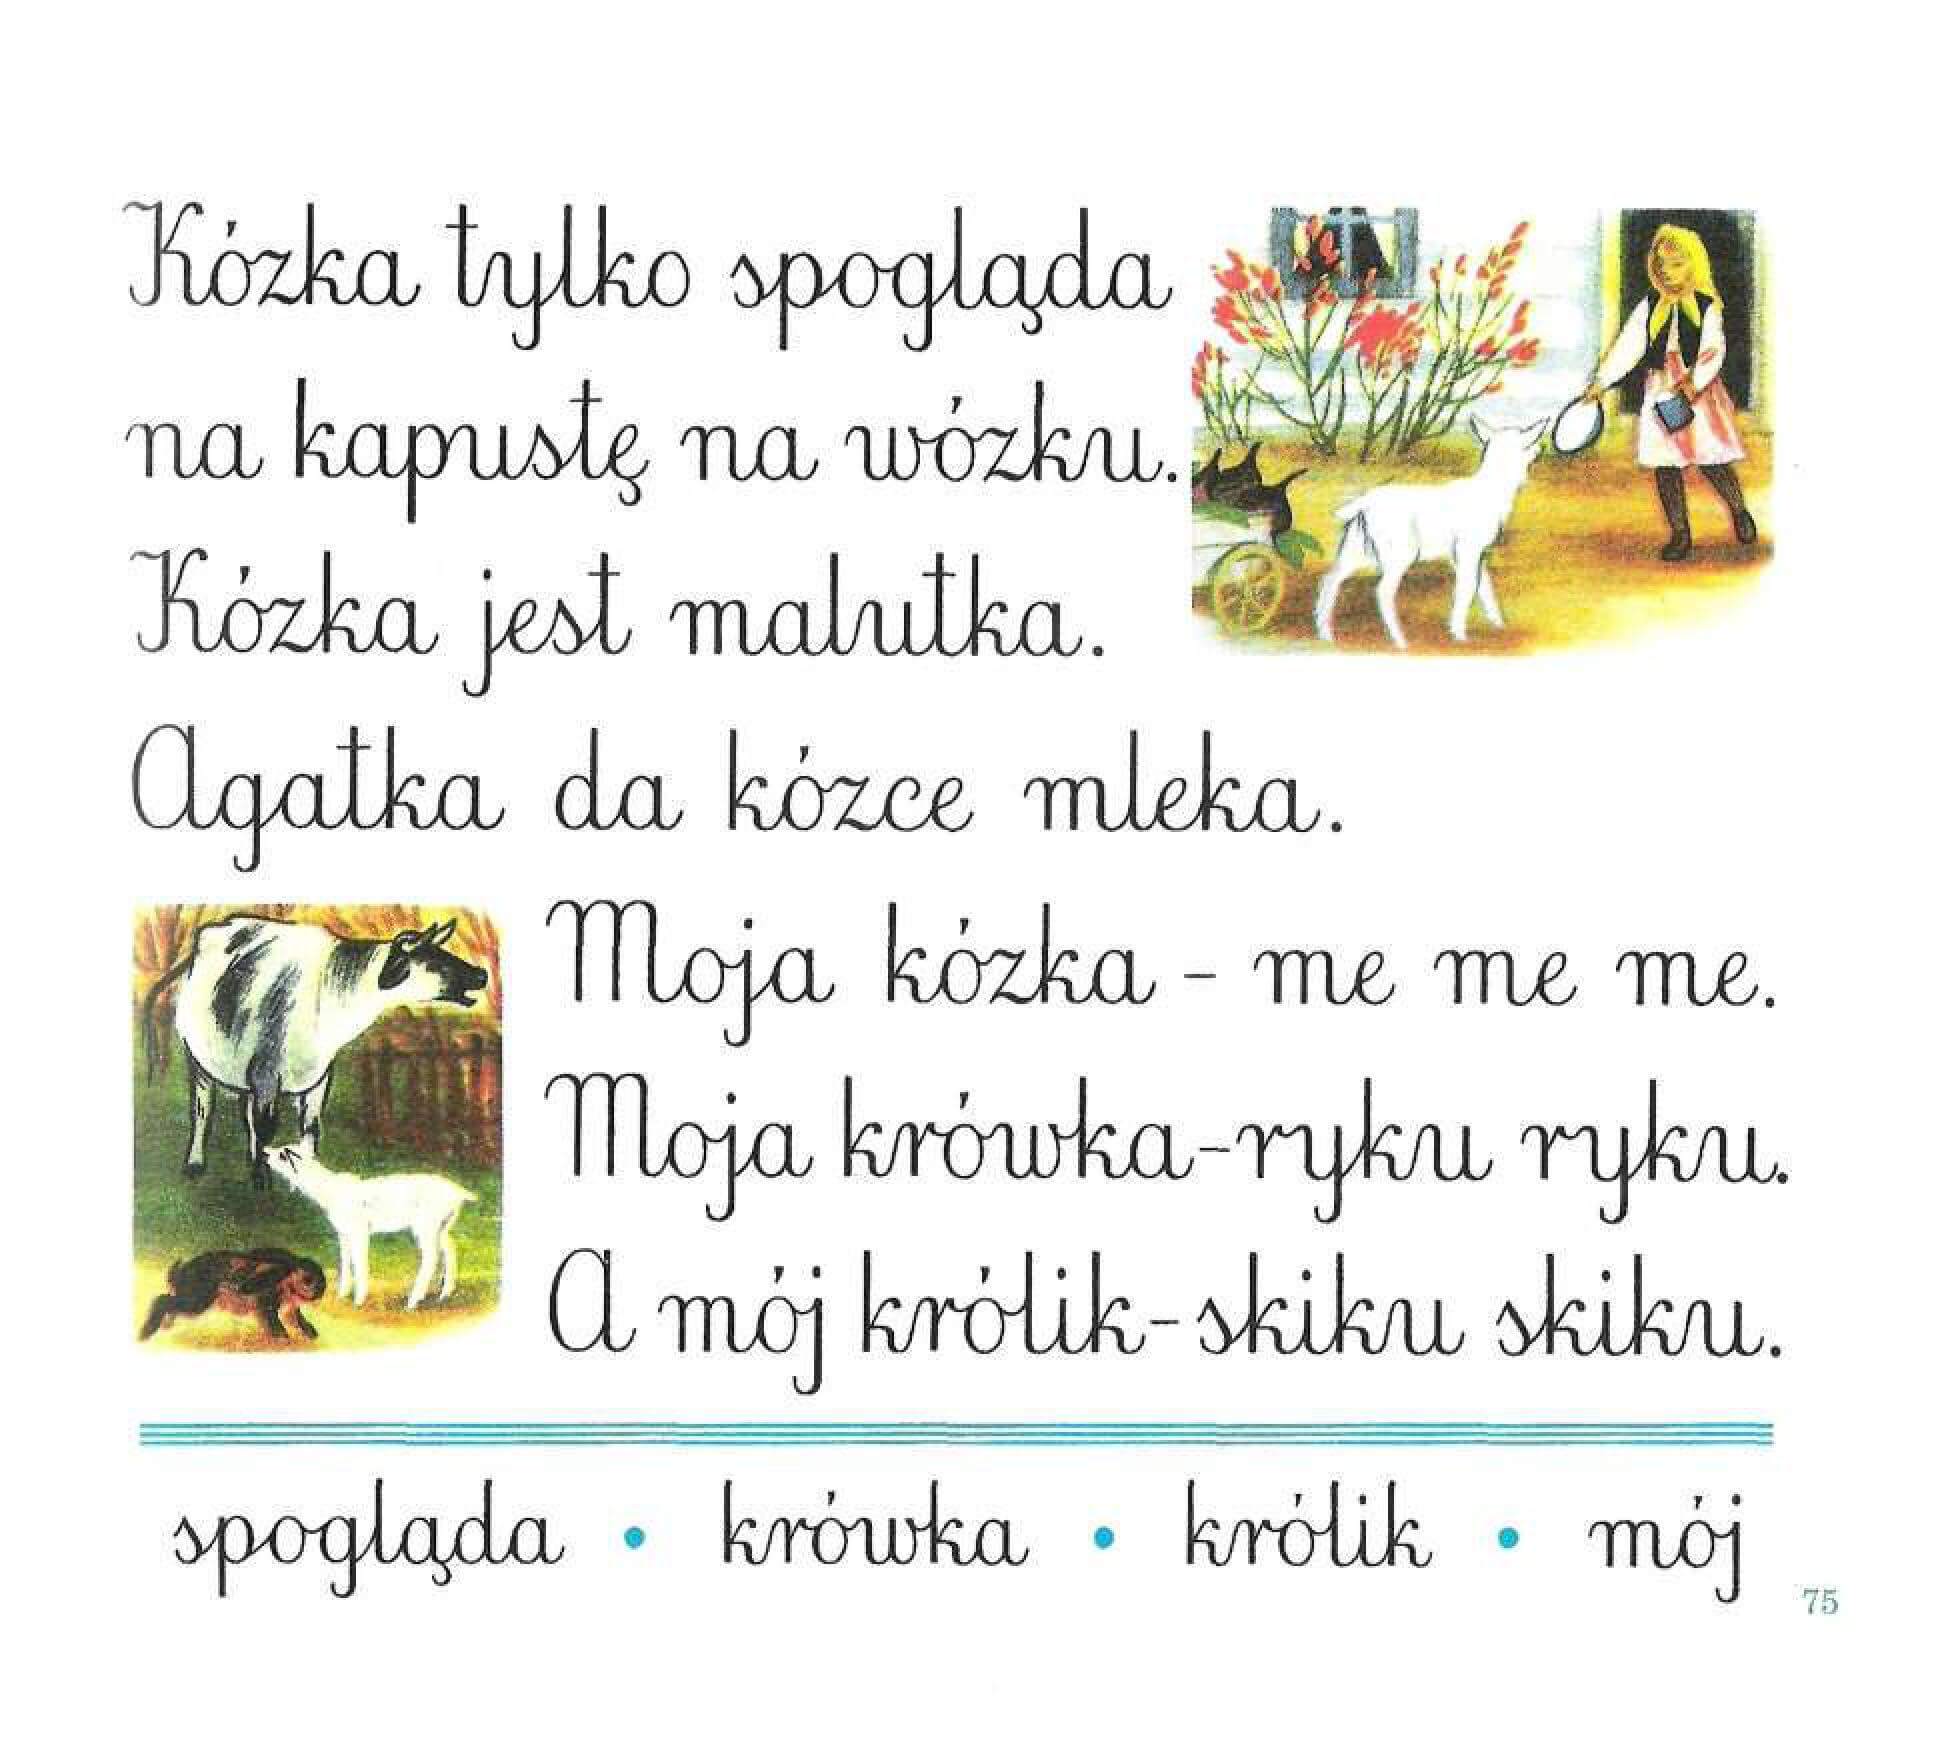 Kózka tylko spogląda
na kapustę na wózku.
Kózka jest malutka.
Agatka da kózce mleka.
Moja kózka - me me me.
Moja krówka - ryku ryku.
A mój królik - skiku skiku.
spogląda • krówka • królik • mój
75